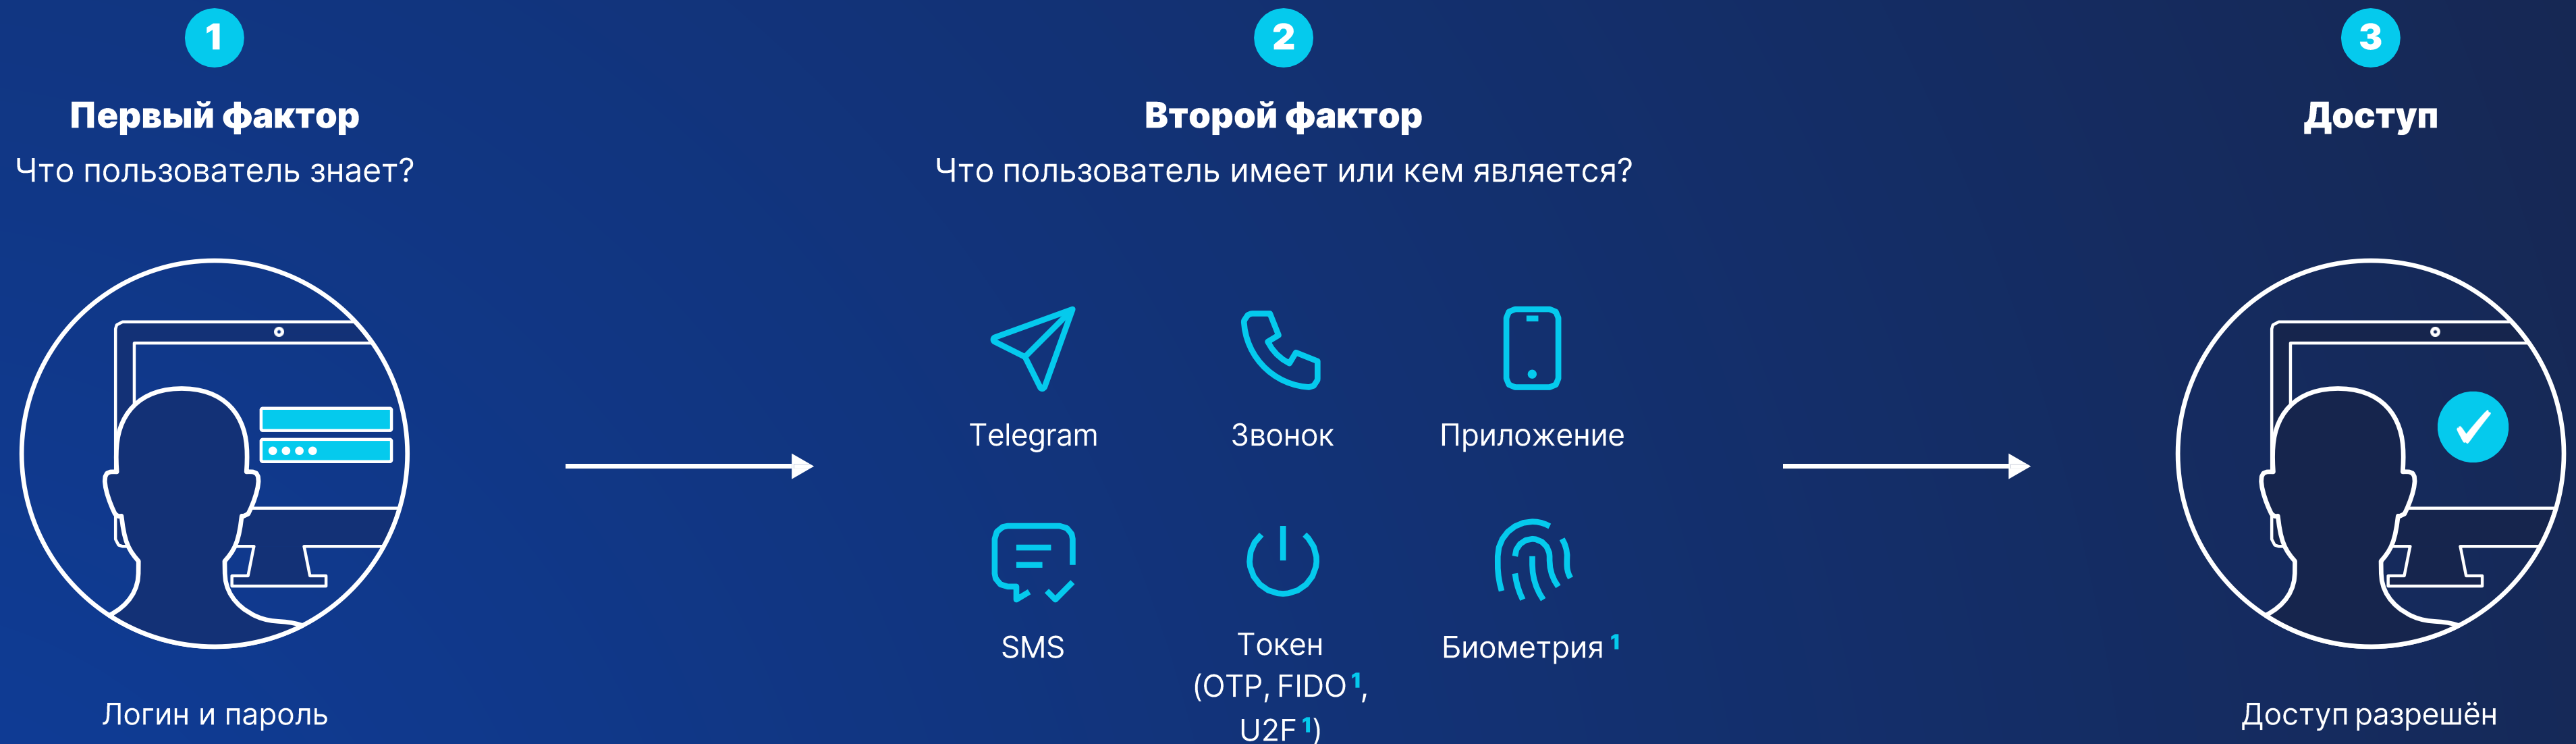 1
Первый фактор
Что пользователь знает?
Логин и пароль
2
Второй фактор
Что пользователь имеет или кем является?
Telegram
Звонок
Приложение
SMS
Токен
(OTP, FIDO 1,
U2F 1)
Биометрия 1
3
Доступ
Доступ разрешён